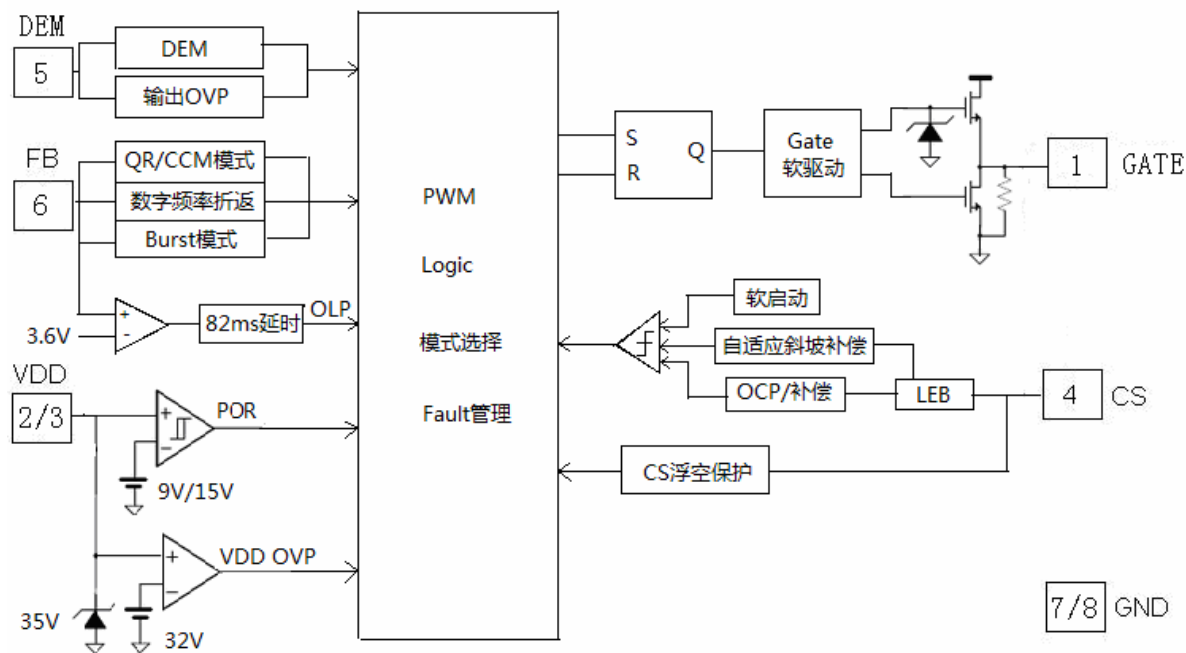 DEM
5
DEM
输出OVP
FB
6
QR/CCM模式
数字频率折返
Burst模式
+
-
3.6V
82ms延时
OLP
VDD
2/3
+
-
POR
9V/15V
+
-
VDD OVP
35V
32V
PWM
Logic
模式选择
Fault管理
S
R
Q
Gate
软驱动
1
GATE
软启动
自适应斜坡补偿
OCP/补偿
LEB
4
CS
CS浮空保护
7/8
GND